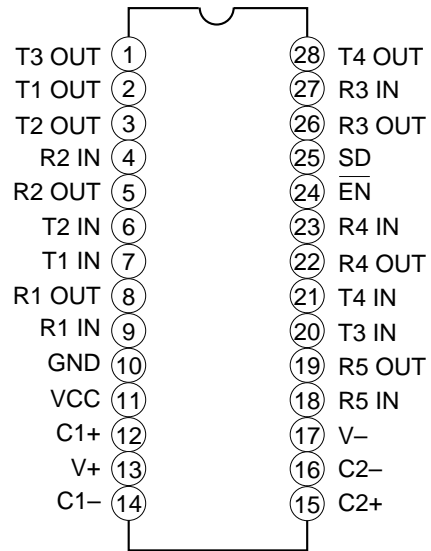 T3 OUT 1 28 T4 OUT
T1 OUT 2 27 R3 IN
T2 OUT 3 26 R3 OUT
R2 IN 4 25 SD
R2 OUT 5 24 E̅N̅
T2 IN 6 23 R4 IN
T1 IN 7 22 R4 OUT
R1 OUT 8 21 T4 IN
R1 IN 9 20 T3 IN
GND 10 19 R5 OUT
VCC 11 18 R5 IN
C1+ 12 17 V–
V+ 13 16 C2–
C1– 14 15 C2+